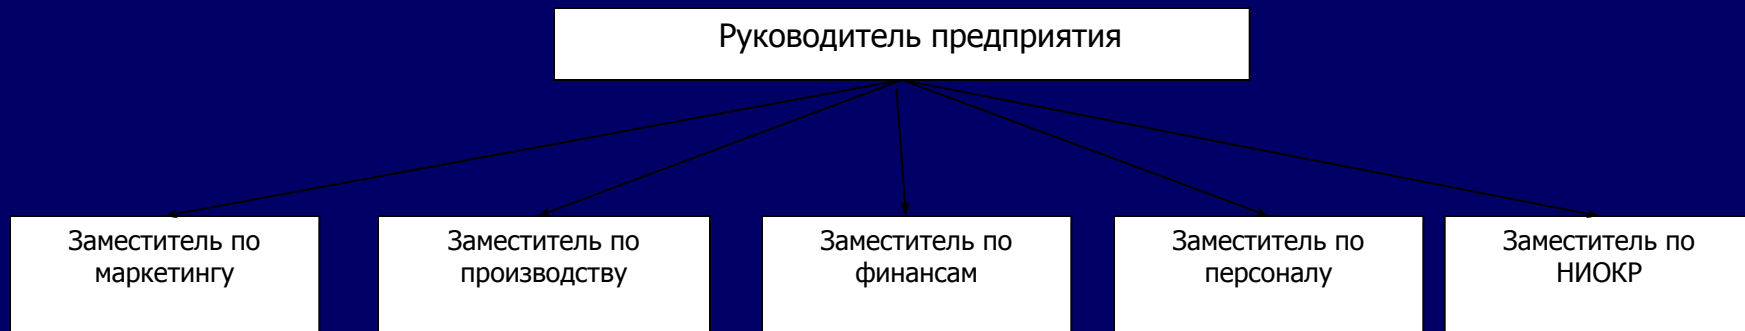 Руководитель предприятия
Заместитель по
маркетингу
Заместитель по
производству
Заместитель по
финансам
Заместитель по
персоналу
Заместитель по
НИОКР